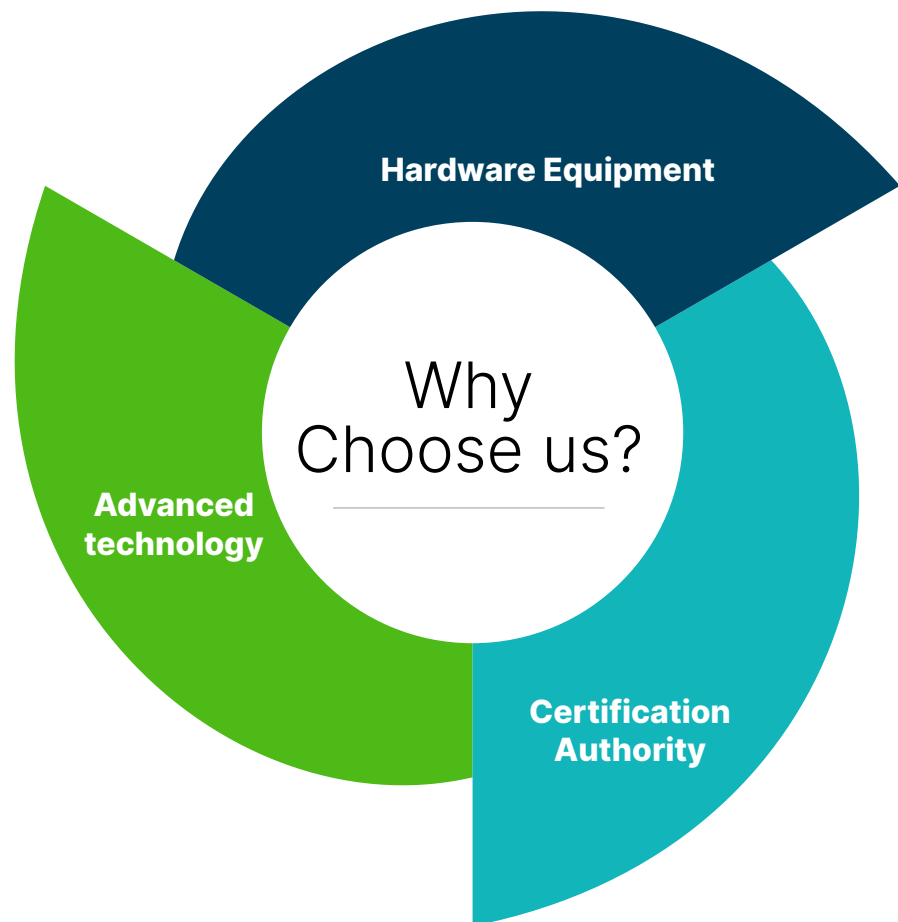 Hardware Equipment
Why
Choose us?
Advanced
technology
Certification
Authority